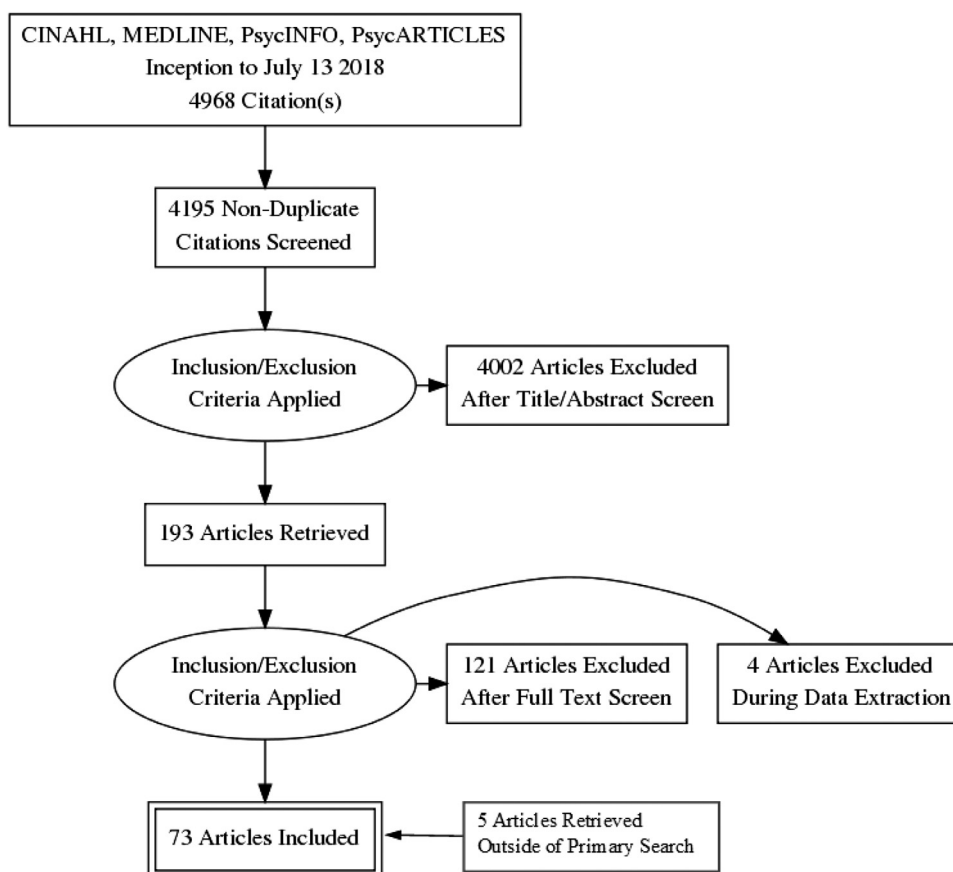 CINAHL, MEDLINE, PsycINFO, PsycARTICLES
Inception to July 13 2018
4968 Citation(s)
4195 Non-Duplicate
Citations Screened
Inclusion/Exclusion
Criteria Applied
4002 Articles Excluded
After Title/Abstract Screen
193 Articles Retrieved
Inclusion/Exclusion
Criteria Applied
121 Articles Excluded
After Full Text Screen
4 Articles Excluded
During Data Extraction
73 Articles Included
5 Articles Retrieved
Outside of Primary Search